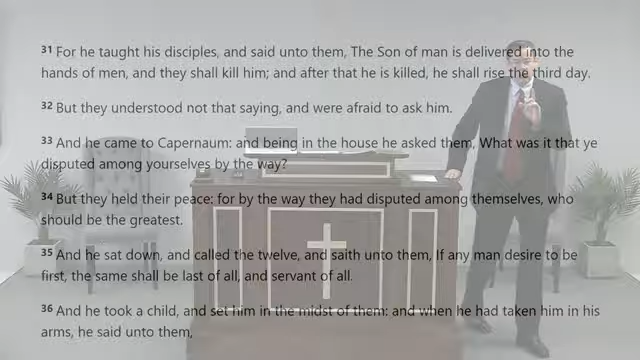 31 For he taught his disciples, and said unto them, The Son of man is delivered into the
hands of men, and they shall kill him; and after that he is killed, he shall rise the third day.
32 But they understood not that saying, and were afraid to ask him.
33 And he came to Capernaum: and being in the house he asked them, What was it that ye
disputed among yourselves by the way?
34 But they held their peace: for by the way they had disputed among themselves, who
should be the greatest.
35 And he sat down, and called the twelve, and saith unto them, If any man desire to be
first, the same shall be last of all, and servant of all.
36 And he took a child, and set him in the midst of them: and when he had taken him in his
arms, he said unto them,